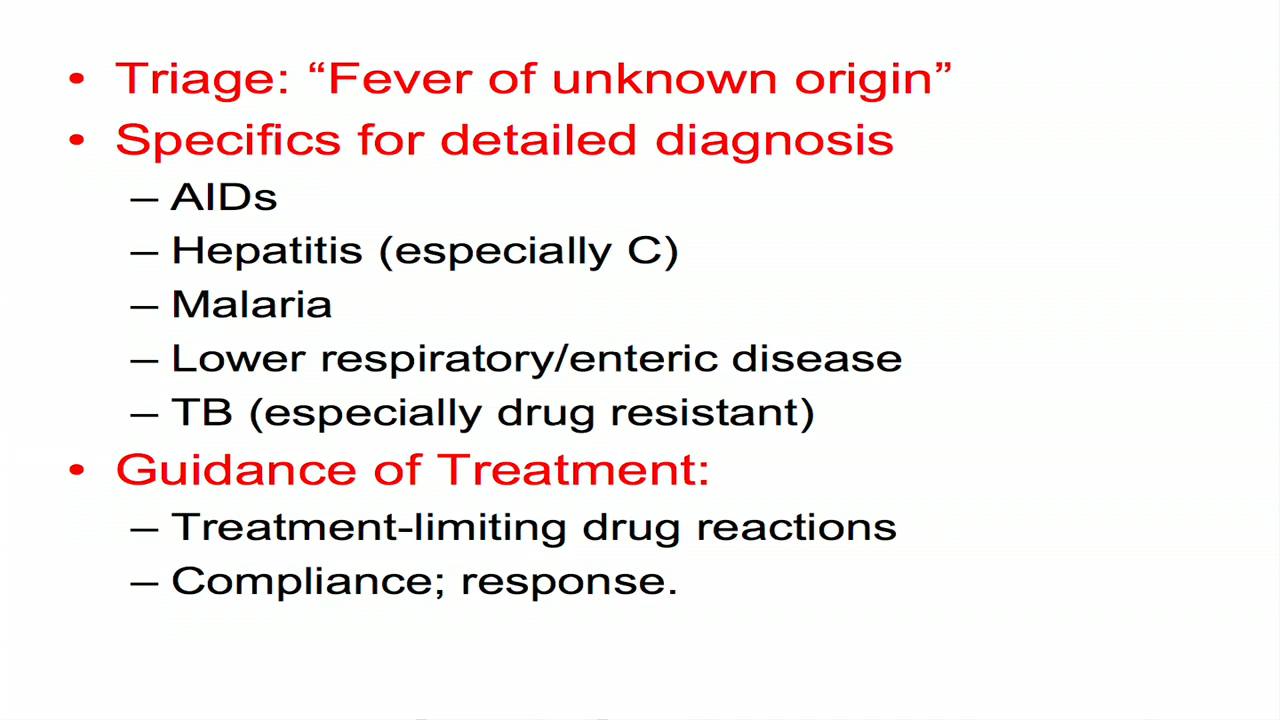 • Triage: “Fever of unknown origin”
• Specifics for detailed diagnosis
– AIDs
– Hepatitis (especially C)
– Malaria
– Lower respiratory/enteric disease
– TB (especially drug resistant)
• Guidance of Treatment:
– Treatment-limiting drug reactions
– Compliance; response.